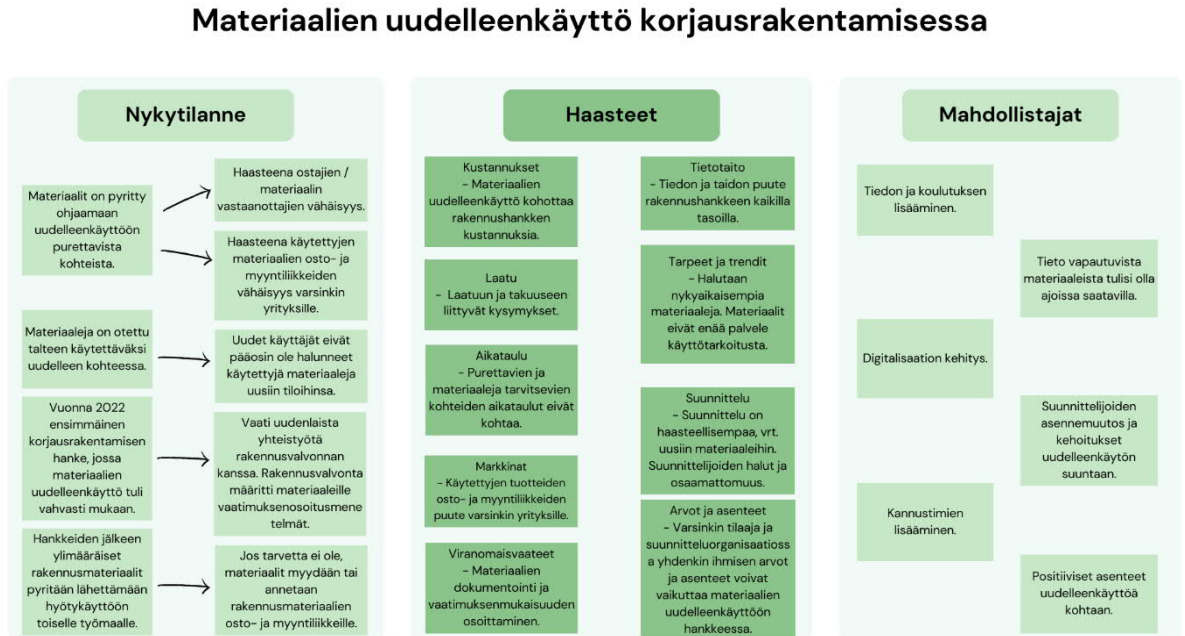 Materiaalien uudelleenkäyttö korjausrakentamisessa
Nykytilanne
Materiaalit on pyritty
ohjaamaan
uudelleenkäyttöön
purettavista
kohteista.
Haasteena ostajien /
materiaalin
vastaanottajien vähäisyys.
Haasteena käytettyjen
materiaalien osto- ja
myyntiliikkeiden
vähäisyys varsinkin
yrityksille.
Materiaaleja on otettu
talteen käytettäväksi
uudelleen kohteessa.
Uudet käyttäjät eivät
pääosin ole halunneet
käytettyjä materiaaleja
uusiin tiloihinsa.
Vuonna 2022
ensimmäinen
korjausrakentamisen
hanke, jossa
materiaalien
uudelleenkäyttö tuli
vahvasti mukaan.
Vaati uudenlaista
yhteistyötä
rakennusvalvonnan
kanssa. Rakennusvalvonta
määritti materiaaleille
vaatimuksenosoitusmene
telmät.
Hankkeiden jälkeen
ylimääräiset
rakennusmateriaalit
pyritään lähettämään
hyötykäyttöön
toiselle työmaalle.
Jos tarvetta ei ole,
materiaalit myydään tai
annetaan
rakennusmateriaalien
osto- ja myyntiliikkeille.
Haasteet
Kustannukset
- Materiaalien
uudelleenkäyttö kohottaa
rakennushankken
kustannuksia.
Laatu
- Laatuun ja takuuseen
liittyvät kysymykset.
Aikataulu
- Purettavien ja
materiaaleja tarvitsevien
kohteiden aikataulut eivät
kohtaa.
Markkinat
- Käytettyjen tuotteiden
osto- ja myyntiliikkeiden
puute varsinkin yrityksille.
Viranomaisvaateet
- Materiaalien
dokumentointi ja
vaatimuksenmukaisuuden
osoittaminen.
Tietotaito
- Tiedon ja taidon puute
rakennushankkeen kaikilla
tasoilla.
Tarpeet ja trendit
- Halutaan
nykyaikaisempia
materiaaleja. Materiaalit
eivät enää palvele
käyttötarkoitusta.
Suunnittelu
- Suunnittelu on
haasteellisempaa, vrt.
uusiin materiaaleihin.
Suunnittelijoiden halut ja
osaamattomuus.
Arvot ja asenteet
- Varsinkin tilaaja ja
suunnitteluorganisaatioss
a yhdenkin ihmisen arvot
ja asenteet voivat
vaikuttaa materiaalien
uudelleenkäyttöön
hankkeessa.
Mahdollistajat
Tiedon ja koulutuksen
lisääminen.
Tieto vapautuvista
materiaaleista tulisi olla
ajoissa saatavilla.
Digitalisaation kehitys.
Suunnittelijoiden
asennemuutos ja
kehoitukset
uudelleenkäytön
suuntaan.
Kannustimien
lisääminen.
Positiiviset asenteet
uudelleenkäyttöä
kohtaan.